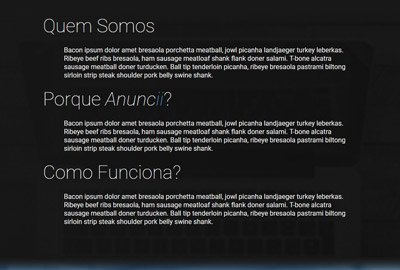 Quem Somos
Bacon ipsum dolor amet bresaola porchetta meatball, jowl picanha landjaeger turkey leberkas.
Ribeye beef ribs bresaola, ham sausage meatloaf shank flank doner salami. T-bone alcatra
sausage meatball doner turducken. Ball tip tenderloin picanha, ribeye bresaola pastrami biltong
sirloin strip steak shoulder pork belly swine shank.
Porque Anuncii?
Bacon ipsum dolor amet bresaola porchetta meatball, jowl picanha landjaeger turkey leberkas.
Ribeye beef ribs bresaola, ham sausage meatloaf shank flank doner salami. T-bone alcatra
sausage meatball doner turducken. Ball tip tenderloin picanha, ribeye bresaola pastrami biltong
sirloin strip steak shoulder pork belly swine shank.
Como Funciona?
Bacon ipsum dolor amet bresaola porchetta meatball, jowl picanha landjaeger turkey leberkas.
Ribeye beef ribs bresaola, ham sausage meatloaf shank flank doner salami. T-bone alcatra
sausage meatball doner turducken. Ball tip tenderloin picanha, ribeye bresaola pastrami biltong
sirloin strip steak shoulder pork belly swine shank.